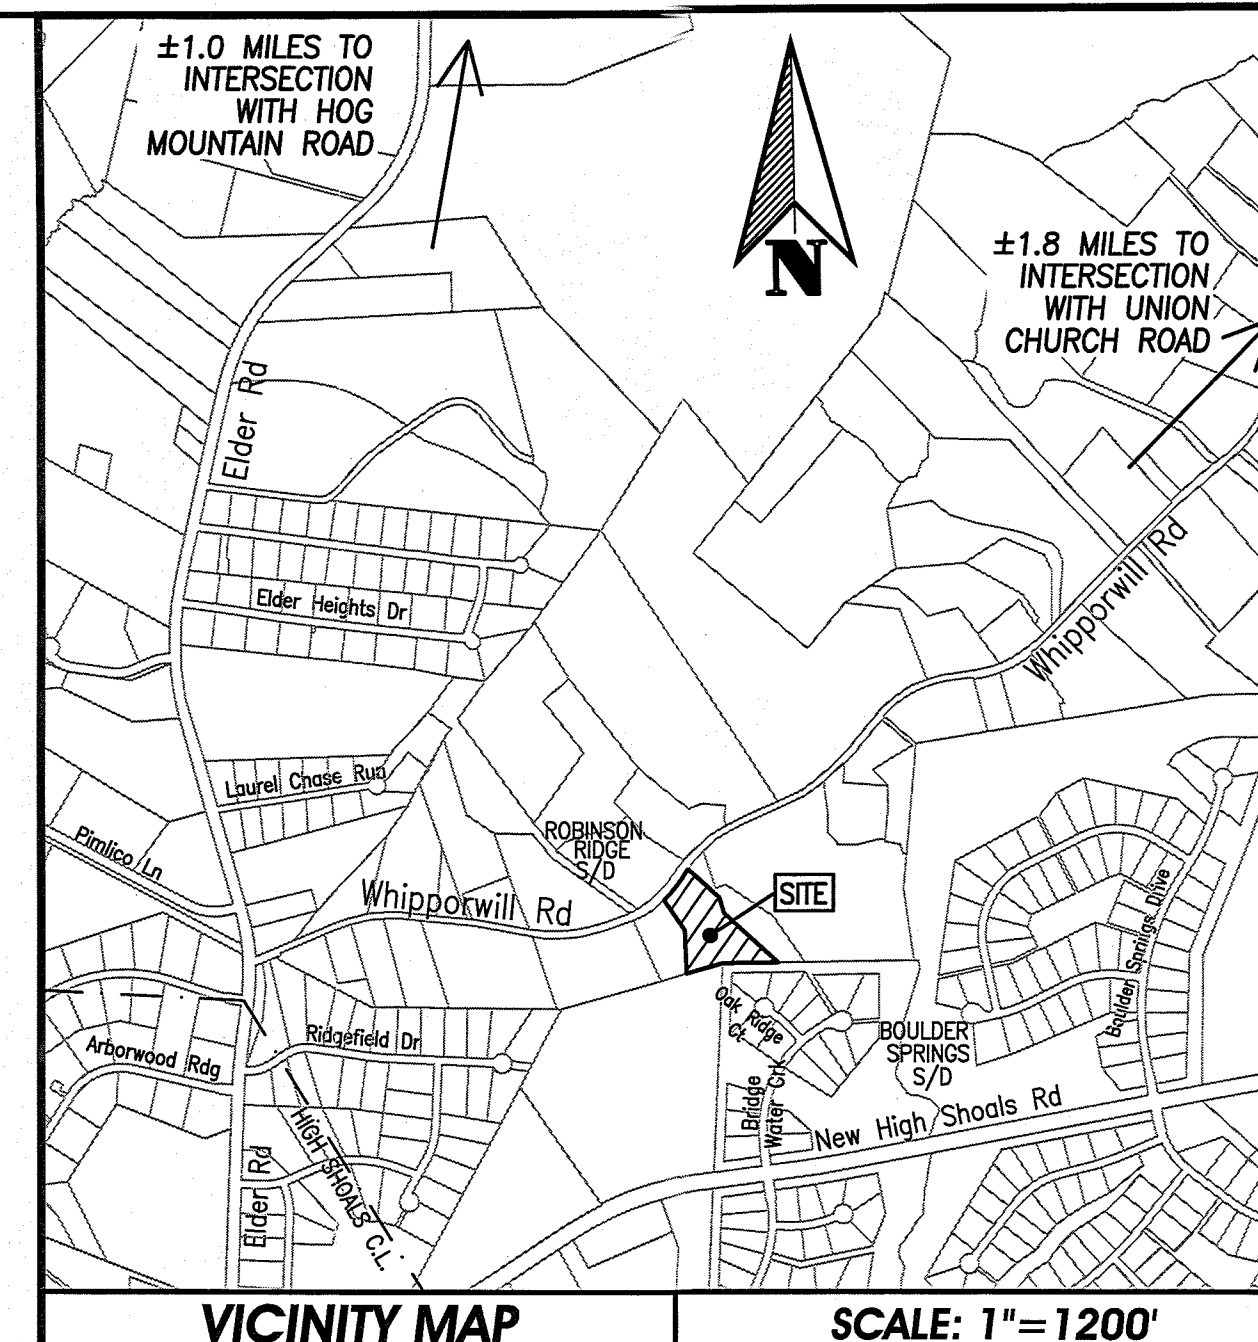 ±1.0 MILES TO
INTERSECTION
WITH HOG
MOUNTAIN ROAD
N
±1.8 MILES TO
INTERSECTION
WITH UNION
CHURCH ROAD
Elder Rd
Whipporwill Rd
Elder Heights Dr
Laurel Chase Run
Pimlico Ln
ROBINSON
RIDGE
S/D
Whipporwill Rd
SITE
Boulder Springs Drive
Oak Ridge
Ct
BOULDER
SPRINGS
S/D
Ridgefield Dr
Arborwood Rdg
Bridge
Water Crk
New High Shoals Rd
HIGH SHOALS C.L.
Elder Rd
VICINITY MAP
SCALE: 1"=1200'